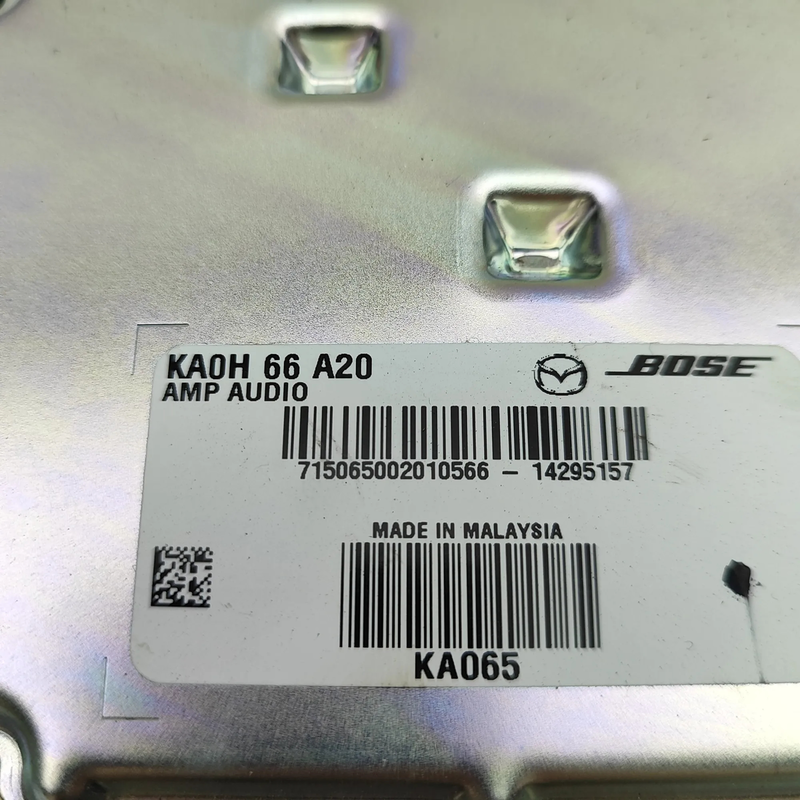 KA0H 66 A20
BOSE
AMP AUDIO
715065002010566 - 14295157
MADE IN MALAYSIA
KA065